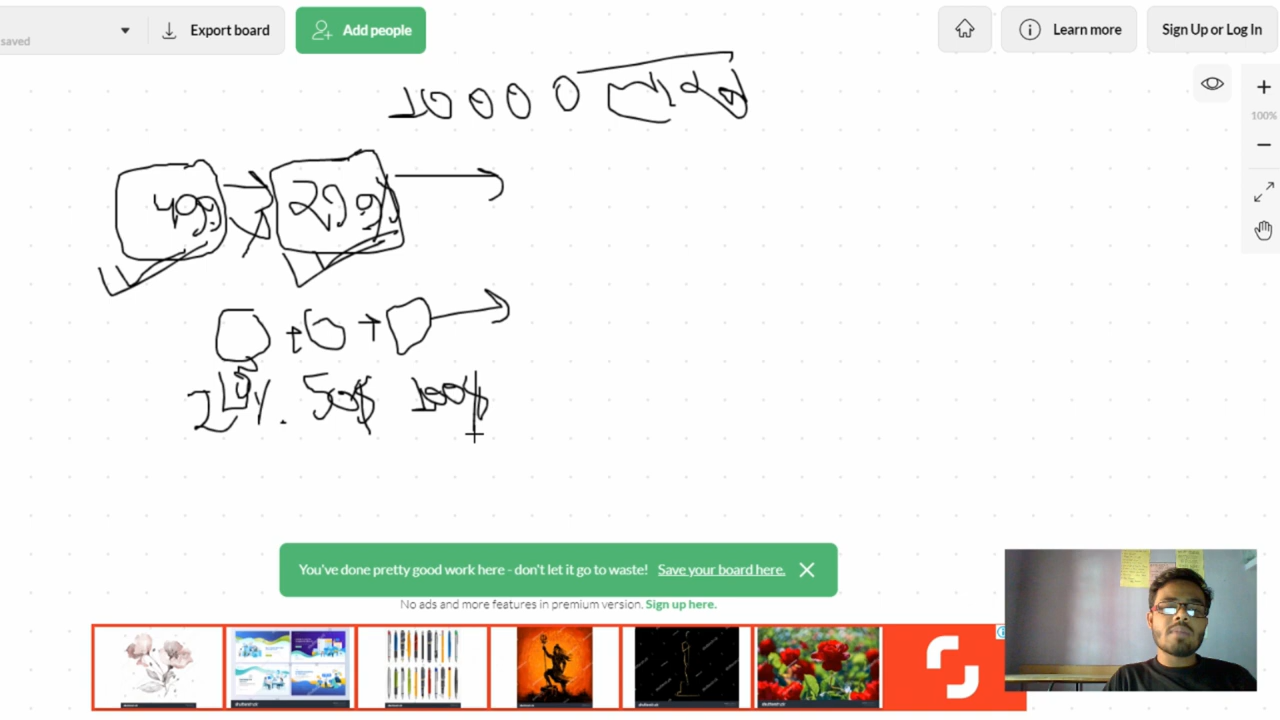 saved
Export board
Add people
Learn more
Sign Up or Log In
100%
10000
499 299
+ +
50$ 100$
You've done pretty good work here - don't let it go to waste! Save your board here.
No ads and more features in premium version. Sign up here.